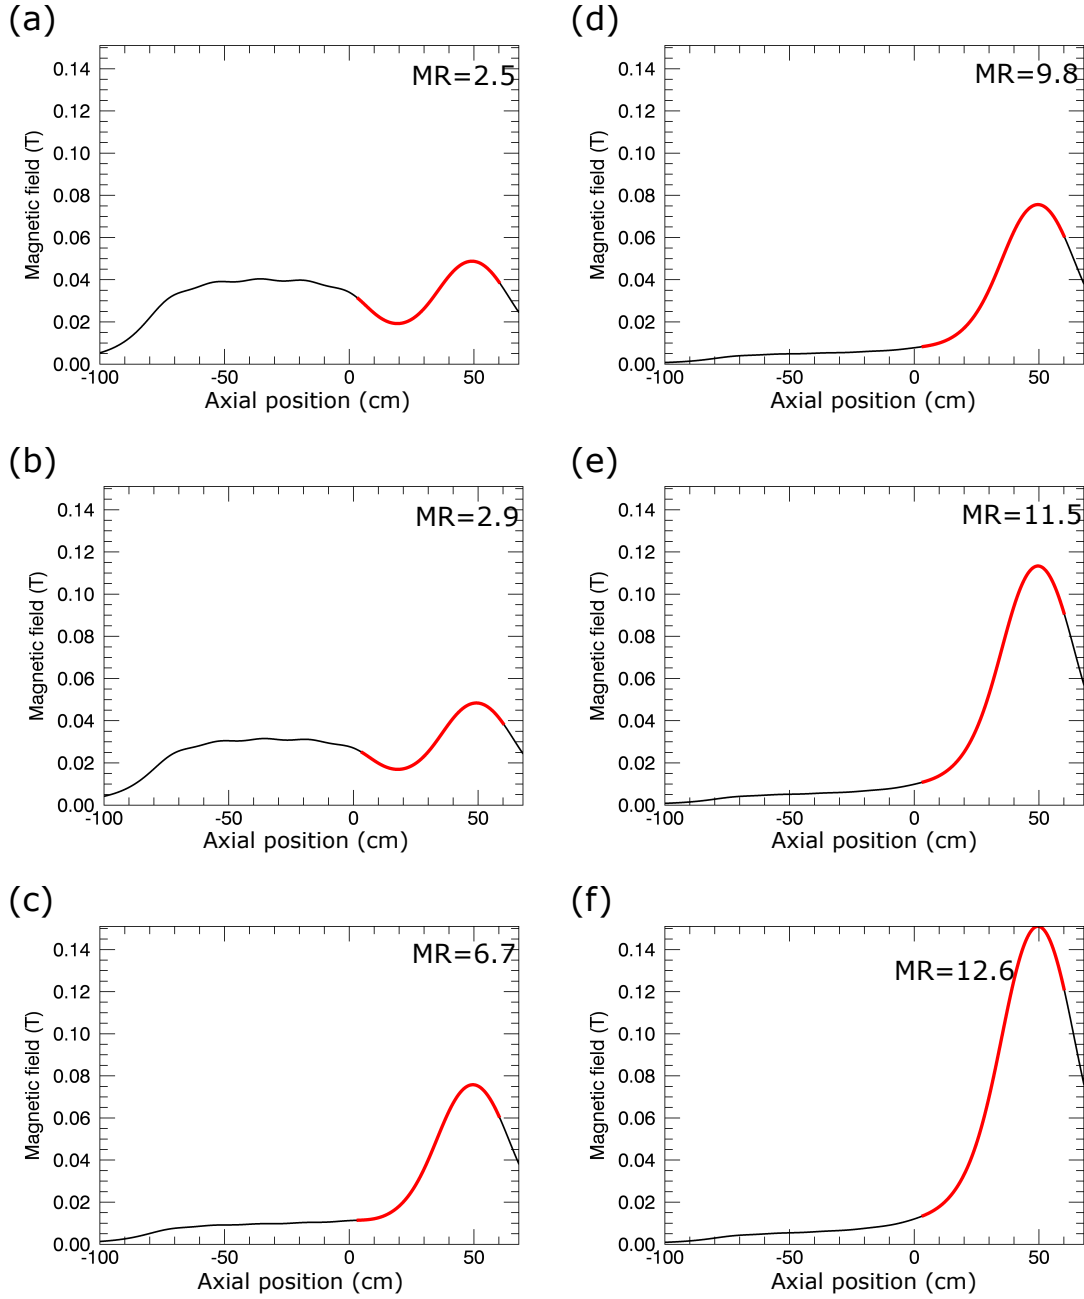 (a)
MR=2.5
Magnetic field (T)
0.14
0.12
0.10
0.08
0.06
0.04
0.02
0.00
-100 -50 0 50
Axial position (cm)
(b)
MR=2.9
Magnetic field (T)
0.14
0.12
0.10
0.08
0.06
0.04
0.02
0.00
-100 -50 0 50
Axial position (cm)
(c)
MR=6.7
Magnetic field (T)
0.14
0.12
0.10
0.08
0.06
0.04
0.02
0.00
-100 -50 0 50
Axial position (cm)
(d)
MR=9.8
Magnetic field (T)
0.14
0.12
0.10
0.08
0.06
0.04
0.02
0.00
-100 -50 0 50
Axial position (cm)
(e)
MR=11.5
Magnetic field (T)
0.14
0.12
0.10
0.08
0.06
0.04
0.02
0.00
-100 -50 0 50
Axial position (cm)
(f)
MR=12.6
Magnetic field (T)
0.14
0.12
0.10
0.08
0.06
0.04
0.02
0.00
-100 -50 0 50
Axial position (cm)